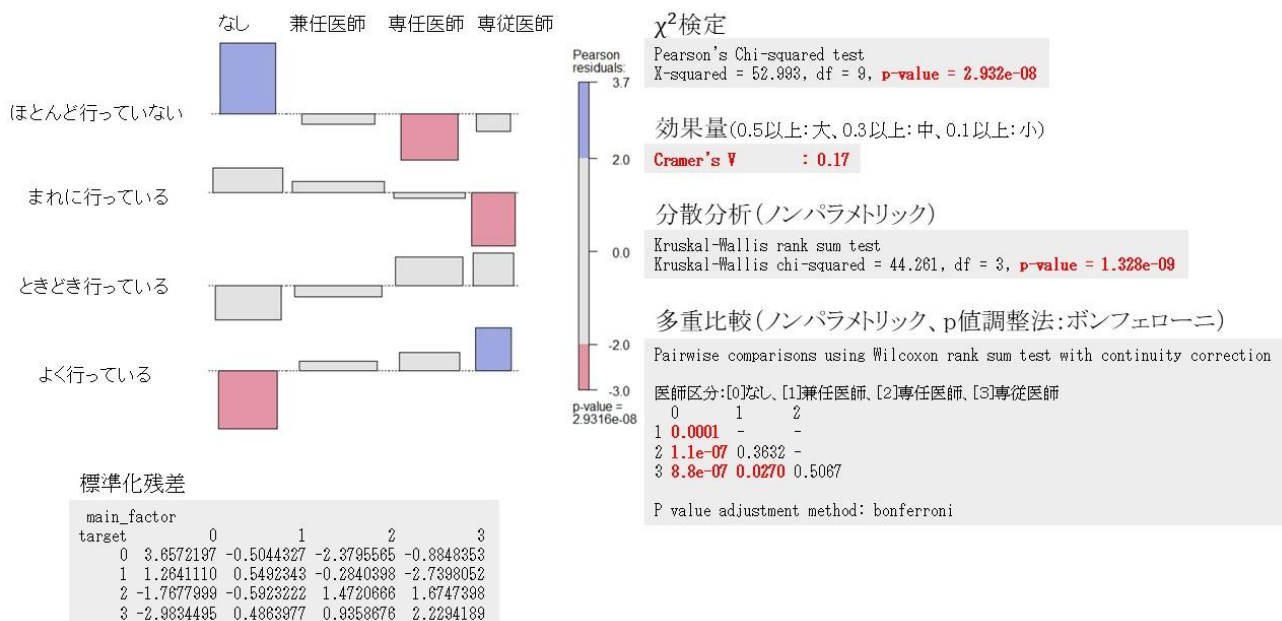 なし 兼任医師 専任医師 専従医師
ほとんど行っていない
まれに行っている
ときどき行っている
よく行っている
Pearson
residuals:
3.7
2.0
0.0
-2.0
-3.0
p-value =
2.9316e-08
標準化残差
main_factor
target 0 1 2 3
0 3.6572197 -0.5044327 -2.3795565 -0.8848353
1 1.2641110 0.5492343 -0.2840398 -2.7398052
2 -1.7677999 -0.5923222 1.4720666 1.6747398
3 -2.9834495 0.4863977 0.9358676 2.2294189
χ²検定
Pearson's Chi-squared test
X-squared = 52.993, df = 9, p-value = 2.932e-08
効果量(0.5以上:大、0.3以上:中、0.1以上:小)
Cramer's V : 0.17
分散分析(ノンパラメトリック)
Kruskal-Wallis rank sum test
Kruskal-Wallis chi-squared = 44.261, df = 3, p-value = 1.328e-09
多重比較(ノンパラメトリック、p値調整法:ボンフェローニ)
Pairwise comparisons using Wilcoxon rank sum test with continuity correction
医師区分:[0]なし、[1]兼任医師、[2]専任医師、[3]専従医師
0 1 2
1 0.0001 - -
2 1.1e-07 0.3632 -
3 8.8e-07 0.0270 0.5067
P value adjustment method: bonferroni